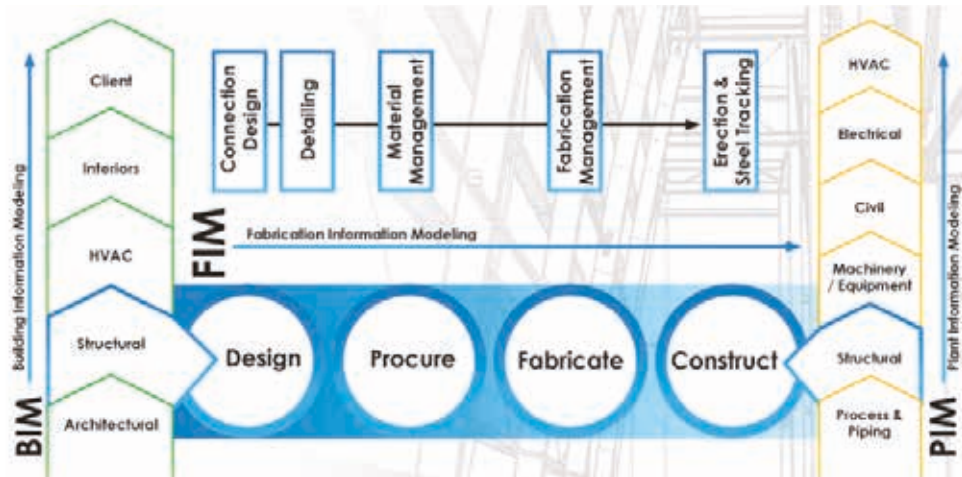 BIM
Building Information Modeling
Client
Interiors
HVAC
Structural
Architectural
Connection
Design
Detailing
Material
Management
Fabrication
Management
Erection &
Steel Tracking
FIM
Fabrication Information Modeling
Design
Procure
Fabricate
Construct
HVAC
Electrical
Civil
Machinery
/ Equipment
Structural
Process &
Piping
PIM
Plant Information Modeling